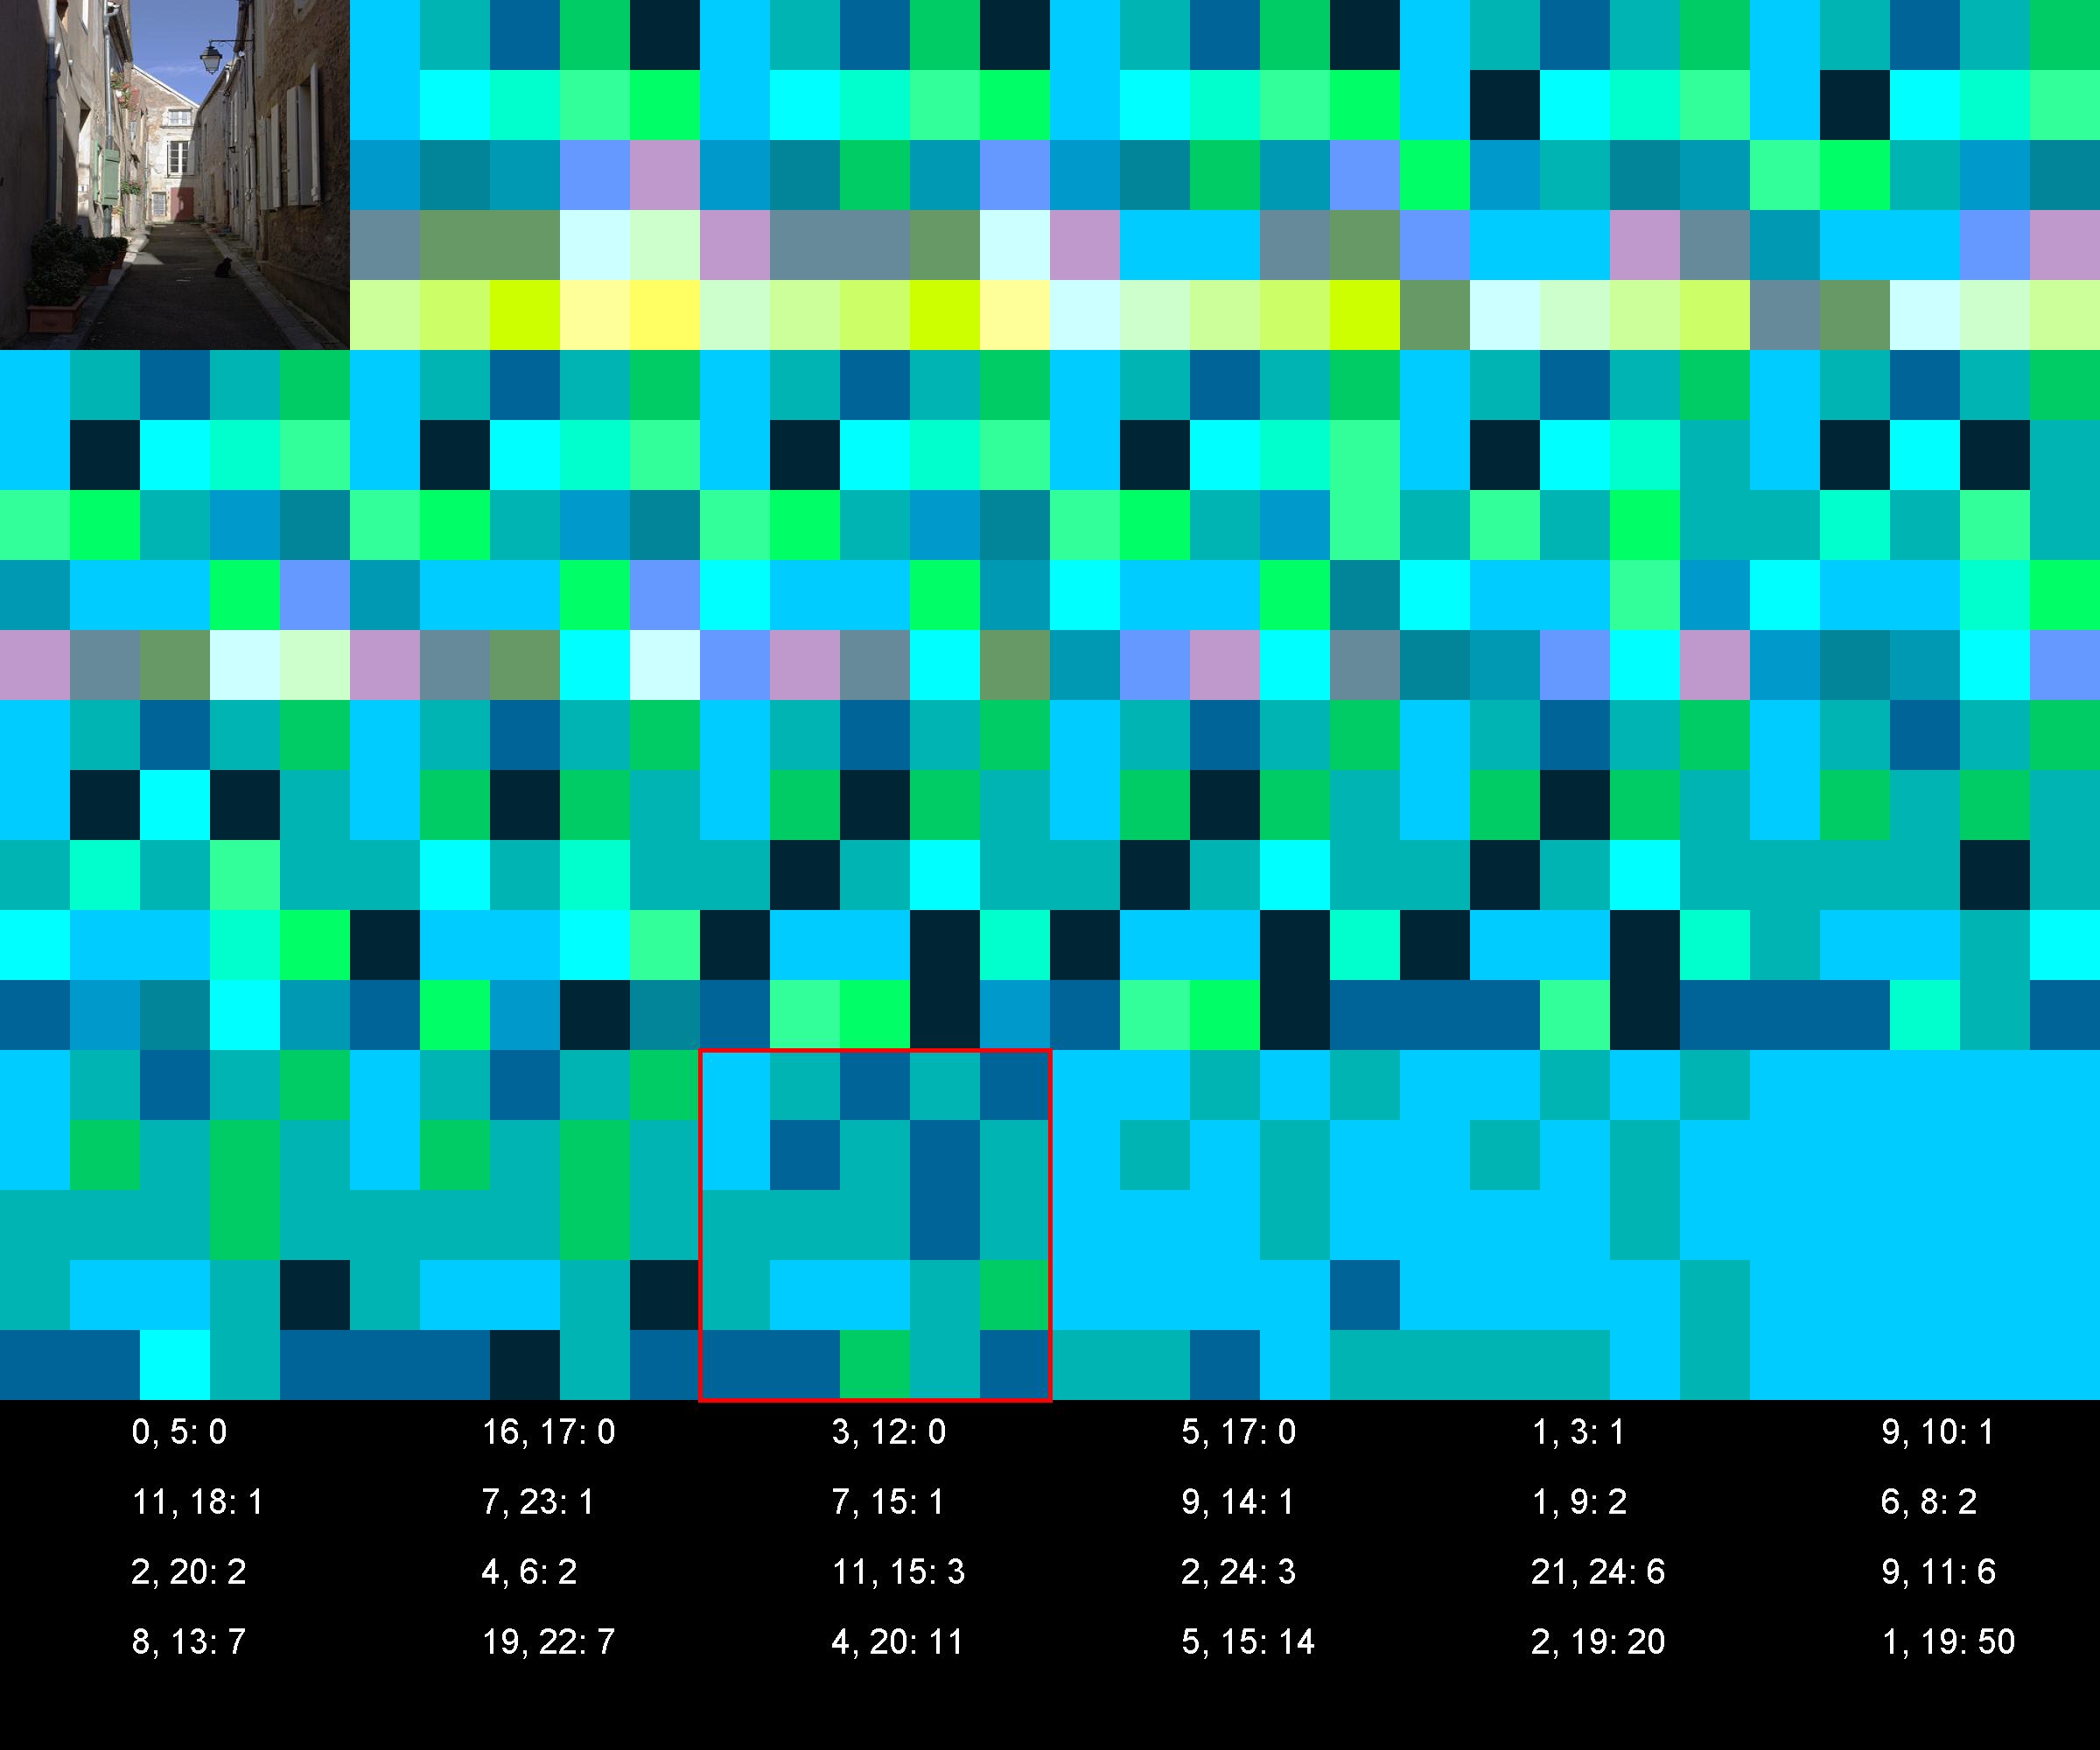 0, 5: 0 16, 17: 0 3, 12: 0 5, 17: 0 1, 3: 1 9, 10: 1
11, 18: 1 7, 23: 1 7, 15: 1 9, 14: 1 1, 9: 2 6, 8: 2
2, 20: 2 4, 6: 2 11, 15: 3 2, 24: 3 21, 24: 6 9, 11: 6
8, 13: 7 19, 22: 7 4, 20: 11 5, 15: 14 2, 19: 20 1, 19: 50